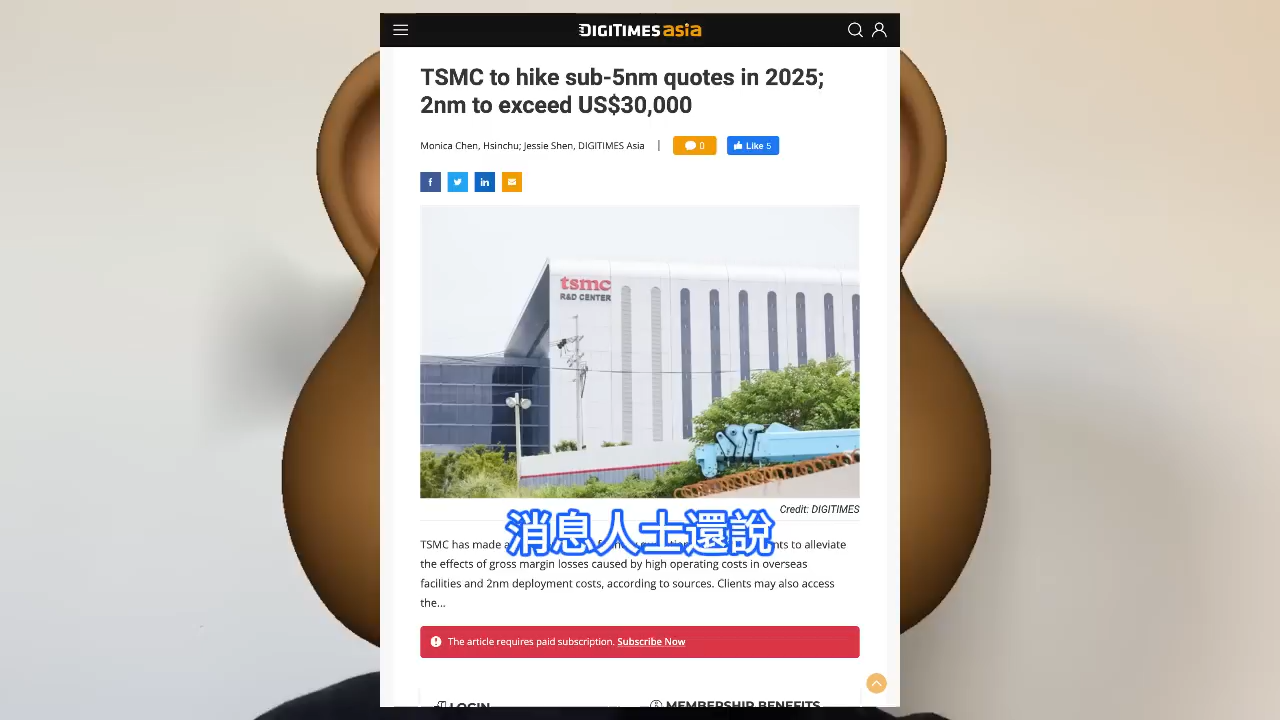 DIGITIMES asia
TSMC to hike sub-5nm quotes in 2025;
2nm to exceed US$30,000
Monica Chen, Hsinchu; Jessie Shen, DIGITIMES Asia | 0 Like 5
tsmc
R&D CENTER
Credit: DIGITIMES
消息人士還說
TSMC has made nts to alleviate
the effects of gross margin losses caused by high operating costs in overseas
facilities and 2nm deployment costs, according to sources. Clients may also access
the...
The article requires paid subscription. Subscribe Now
LOGIN MEMBERSHIP BENEFITS